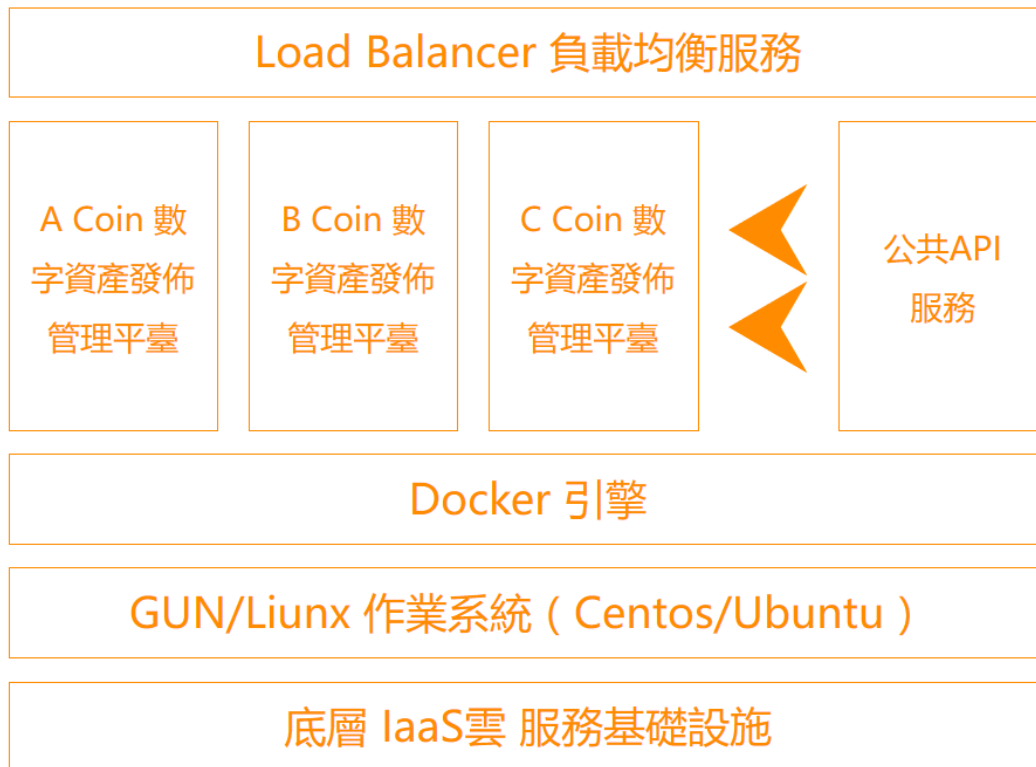 Load Balancer 負載均衡服務
A Coin 數
字資產發佈
管理平臺
B Coin 數
字資產發佈
管理平臺
C Coin 數
字資產發佈
管理平臺
公共API
服務
Docker 引擎
GUN/Liunx 作業系統（Centos/Ubuntu）
底層 IaaS雲 服務基礎設施